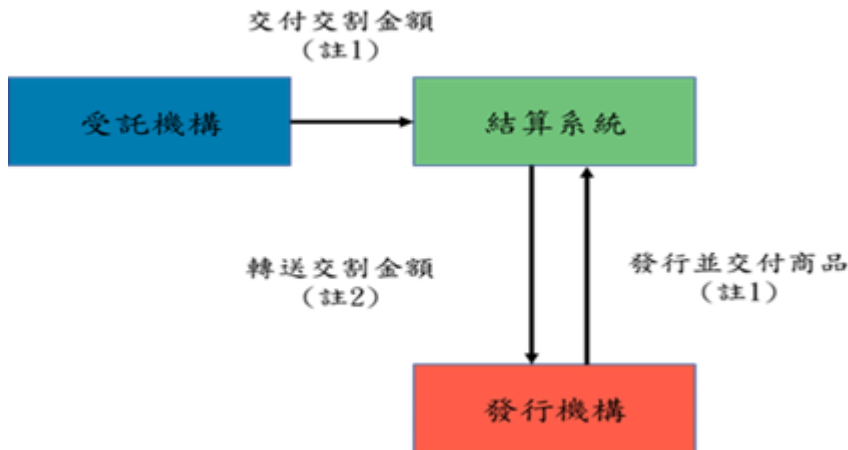 交付交割金額
(註1)
受託機構
結算系統
轉送交割金額
(註2)
發行並交付商品
(註1)
發行機構